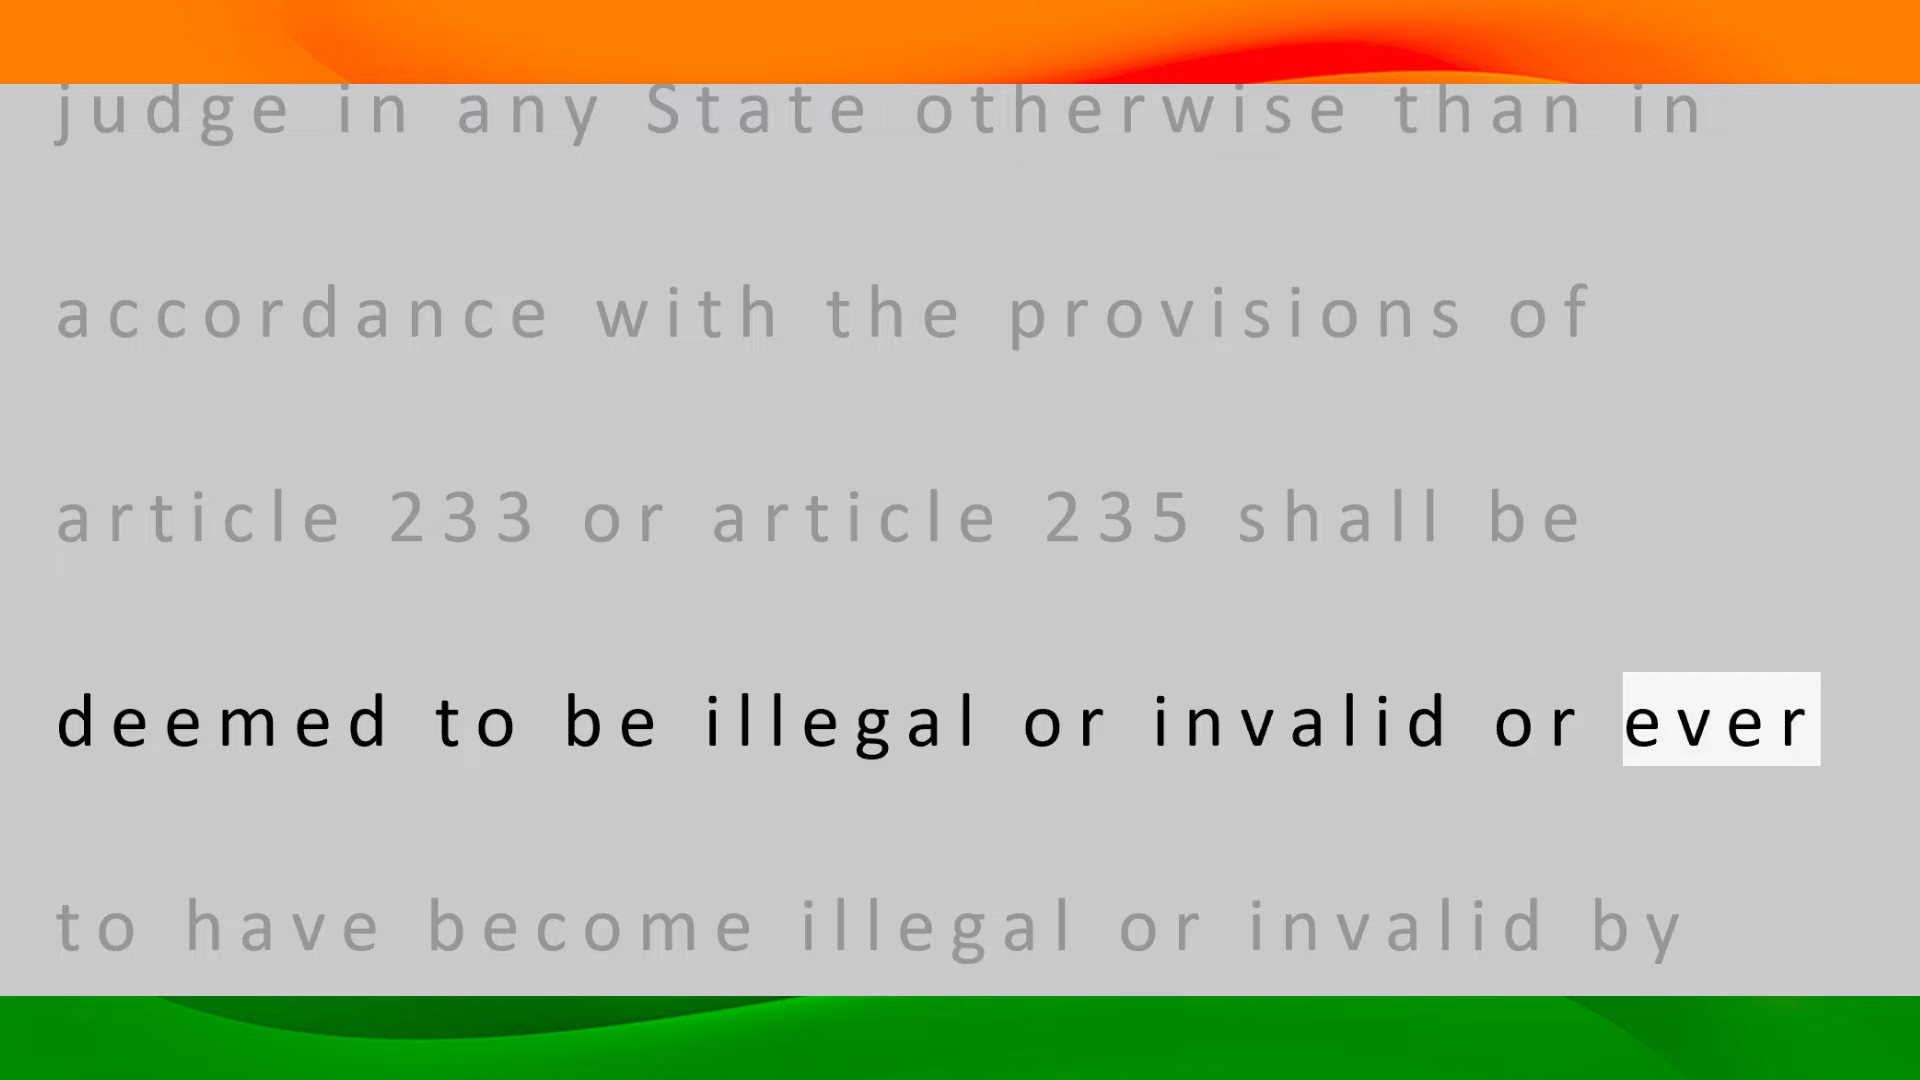 judge in any State otherwise than in
accordance with the provisions of
article 233 or article 235 shall be
deemed to be illegal or invalid or ever
to have become illegal or invalid by